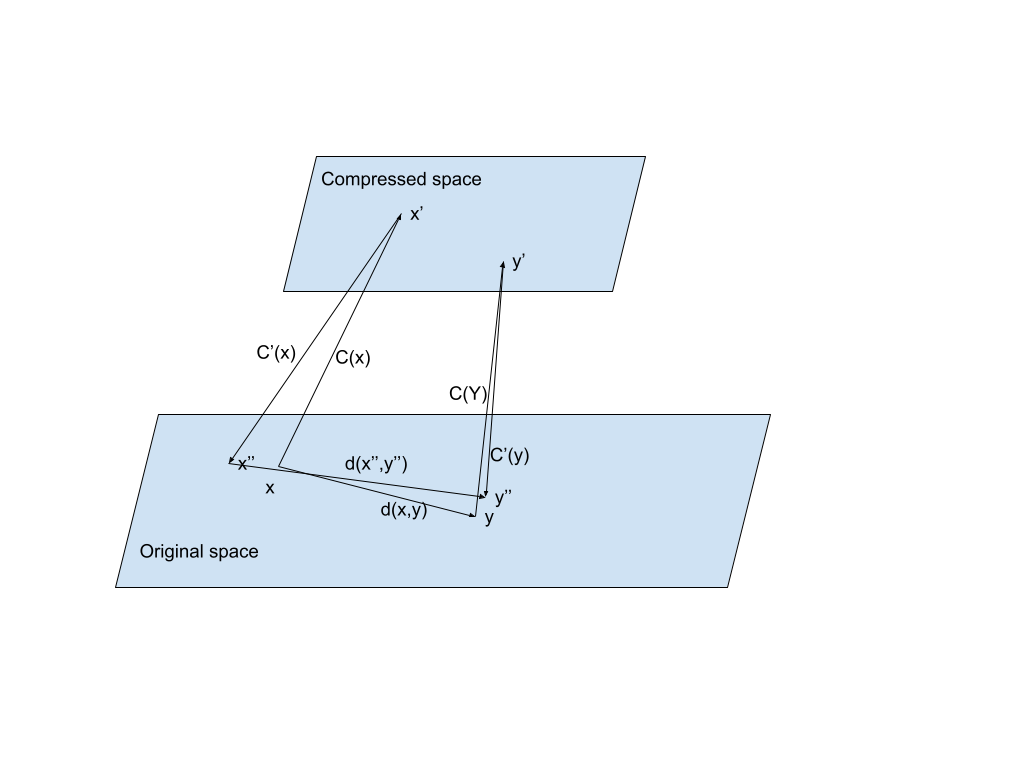 Compressed space
x’
y’
C’(x)
C(x)
C(Y)
C’(y)
x’’
d(x’’,y’’)
x
y’’
d(x,y)
y
Original space